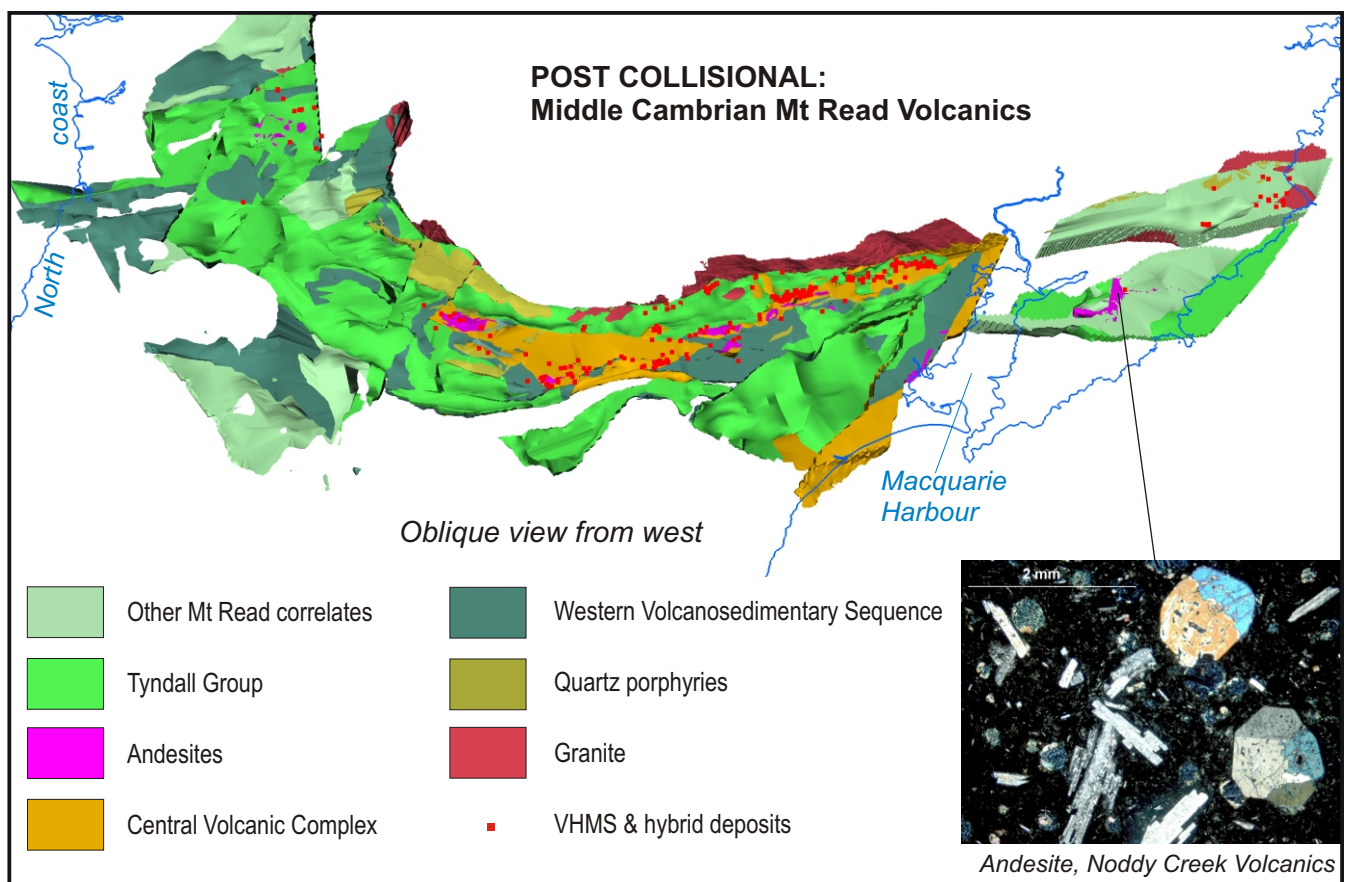 POST COLLISIONAL:
Middle Cambrian Mt Read Volcanics
North
coast
Macquarie
Harbour
Oblique view from west
Other Mt Read correlates
Tyndall Group
Andesites
Central Volcanic Complex
Western Volcanosedimentary Sequence
Quartz porphyries
Granite
VHMS & hybrid deposits
2 mm
Andesite, Noddy Creek Volcanics